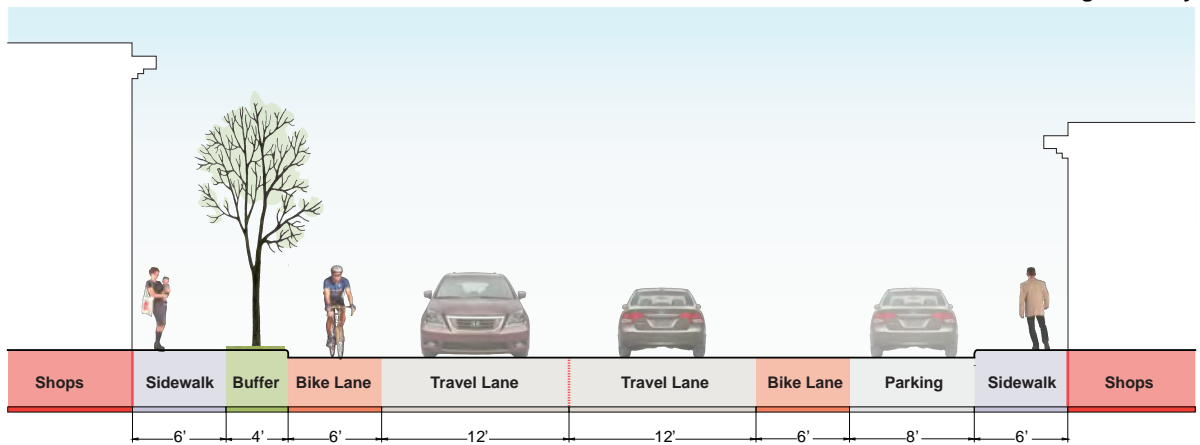 Shops Sidewalk Buffer Bike Lane Travel Lane Travel Lane Bike Lane Parking Sidewalk Shops
6' 4' 6' 12' 12' 6' 8' 6'